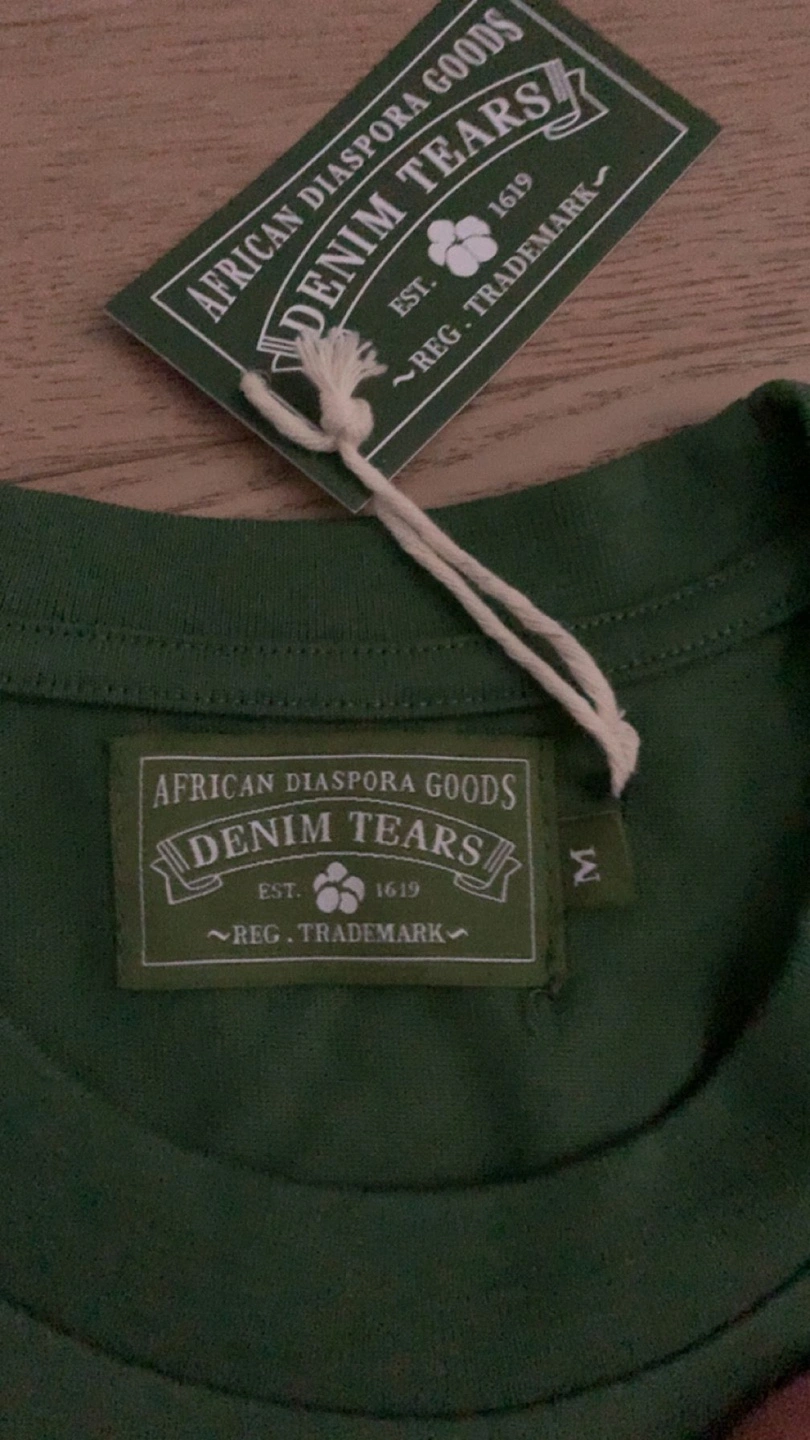 AFRICAN DIASPORA GOODS
DENIM TEARS
EST. 1619
~REG . TRADEMARK~
AFRICAN DIASPORA GOODS
DENIM TEARS
EST. 1619
~REG . TRADEMARK~
M